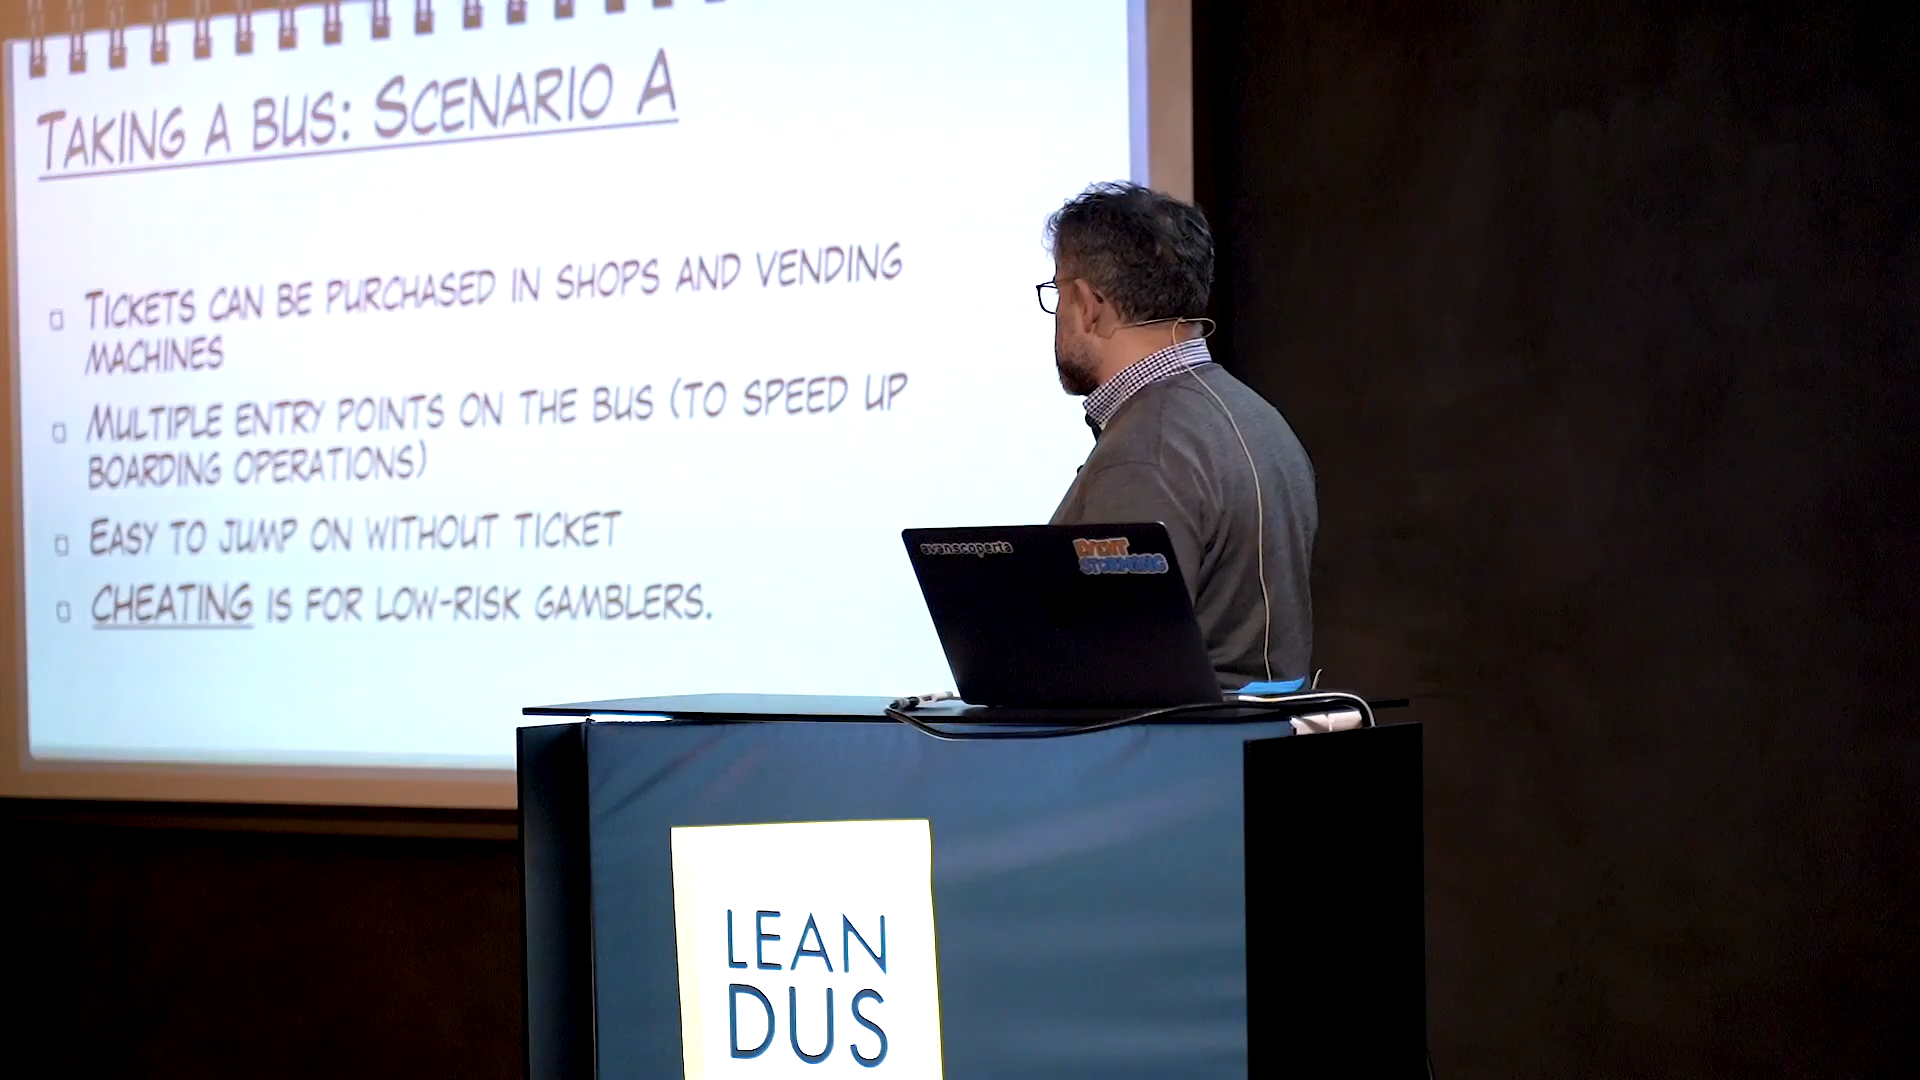 TAKING A BUS: SCENARIO A
TICKETS CAN BE PURCHASED IN SHOPS AND VENDING
MACHINES
MULTIPLE ENTRY POINTS ON THE BUS (TO SPEED UP
BOARDING OPERATIONS)
EASY TO JUMP ON WITHOUT TICKET
CHEATING IS FOR LOW-RISK GAMBLERS.
avanscoperta
EVENT
STORMING
LEAN
DUS